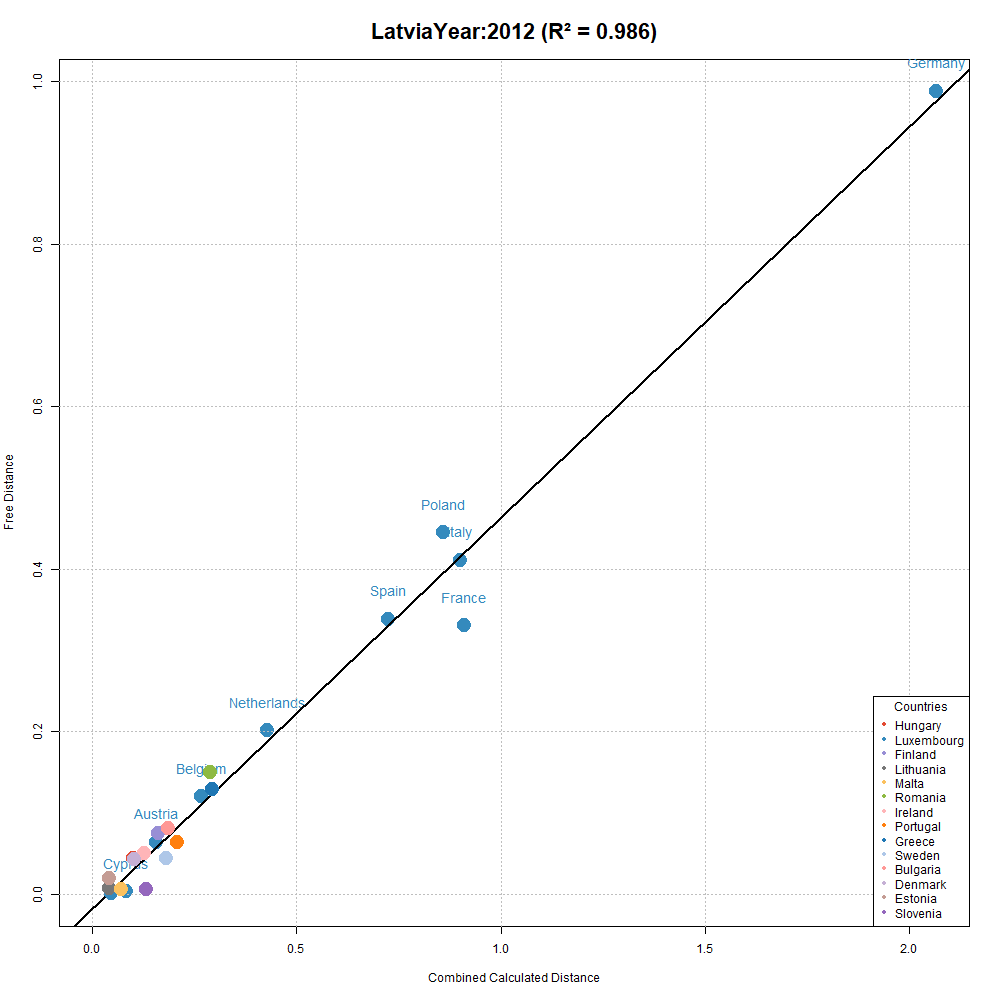 LatviaYear:2012 (R² = 0.986)
Germany
1.0
0.8
0.6
Poland
Italy
0.4
Spain
France
Free Distance
Netherlands
0.2
Belgium
Austria
Cyprus
0.0
Countries
Hungary
Luxembourg
Finland
Lithuania
Malta
Romania
Ireland
Portugal
Greece
Sweden
Bulgaria
Denmark
Estonia
Slovenia
0.0 0.5 1.0 1.5 2.0
Combined Calculated Distance